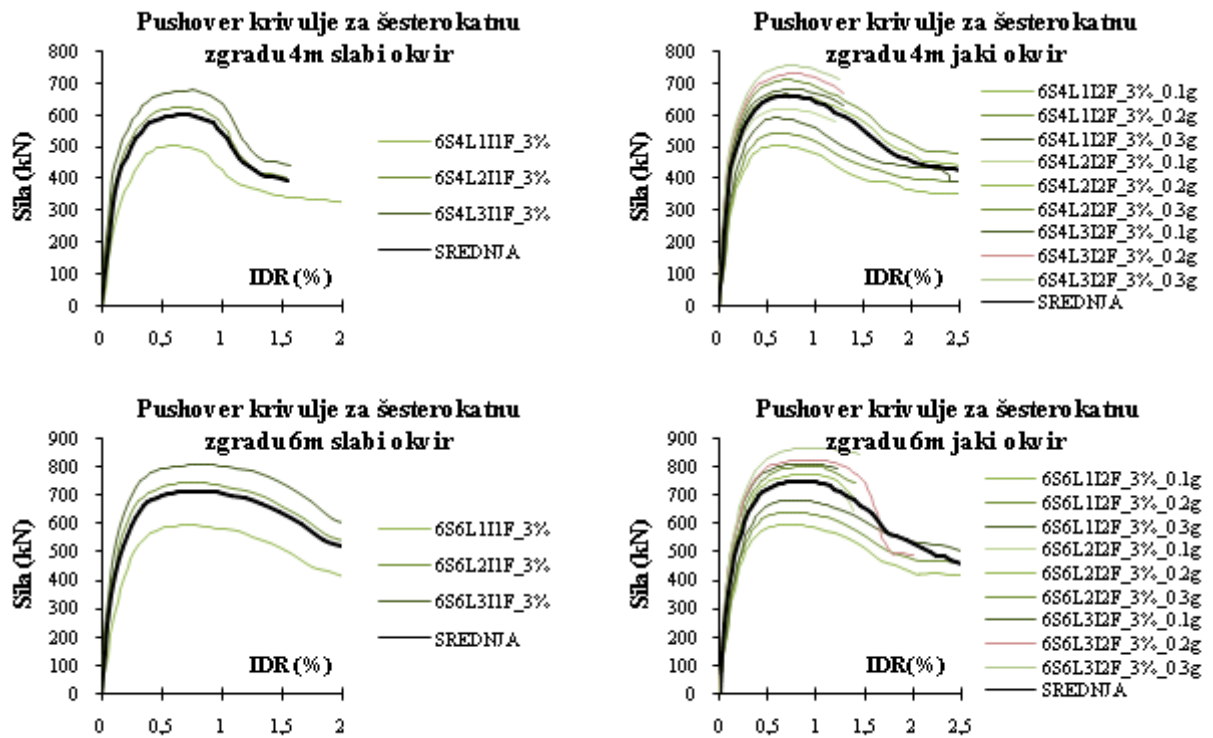 Pushover krivulje za šesterokatnu
zgradu 4m slabi okvir
800
700
600
500
400
300
200
100
0
Sila (kN)
IDR (%)
0
0,5
1
1,5
2
6S4L1I1F_3%
6S4L2I1F_3%
6S4L3I1F_3%
SREDNJA
Pushover krivulje za šesterokatnu
zgradu 4m jaki okvir
800
700
600
500
400
300
200
100
0
Sila (kN)
IDR(%)
0
0,5
1
1,5
2
2,5
6S4L1I2F_3%_0.1g
6S4L1I2F_3%_0.2g
6S4L1I2F_3%_0.3g
6S4L2I2F_3%_0.1g
6S4L2I2F_3%_0.2g
6S4L2I2F_3%_0.3g
6S4L3I2F_3%_0.1g
6S4L3I2F_3%_0.2g
6S4L3I2F_3%_0.3g
SREDNJA
Pushover krivulje za šesterokatnu
zgradu 6m slabi okvir
900
800
700
600
500
400
300
200
100
0
Sila (kN)
IDR (%)
0
0,5
1
1,5
2
6S6L1I1F_3%
6S6L2I1F_3%
6S6L3I1F_3%
SREDNJA
Pushover krivulje za šesterokatnu
zgradu 6m jaki okvir
900
800
700
600
500
400
300
200
100
0
Sila (kN)
IDR(%)
0
0,5
1
1,5
2
2,5
6S6L1I2F_3%_0.1g
6S6L1I2F_3%_0.2g
6S6L1I2F_3%_0.3g
6S6L2I2F_3%_0.1g
6S6L2I2F_3%_0.2g
6S6L2I2F_3%_0.3g
6S6L3I2F_3%_0.1g
6S6L3I2F_3%_0.2g
6S6L3I2F_3%_0.3g
SREDNJA